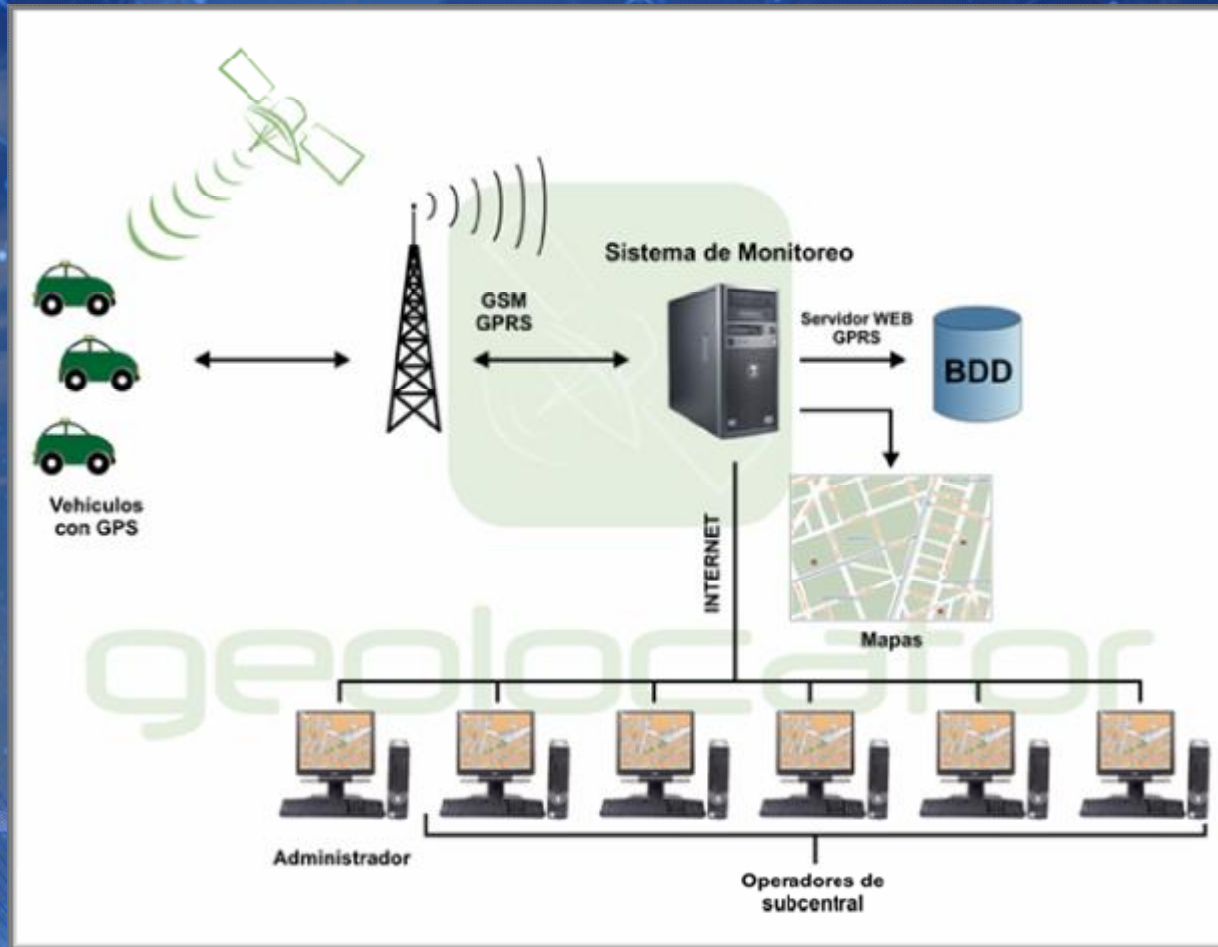 Sistema de Monitoreo
GSM
GPRS
Servidor WEB
GPRS
BDD
Vehiculos
con GPS
INTERNET
Mapas
geolocator
Administrador
Operadores de
subcentral